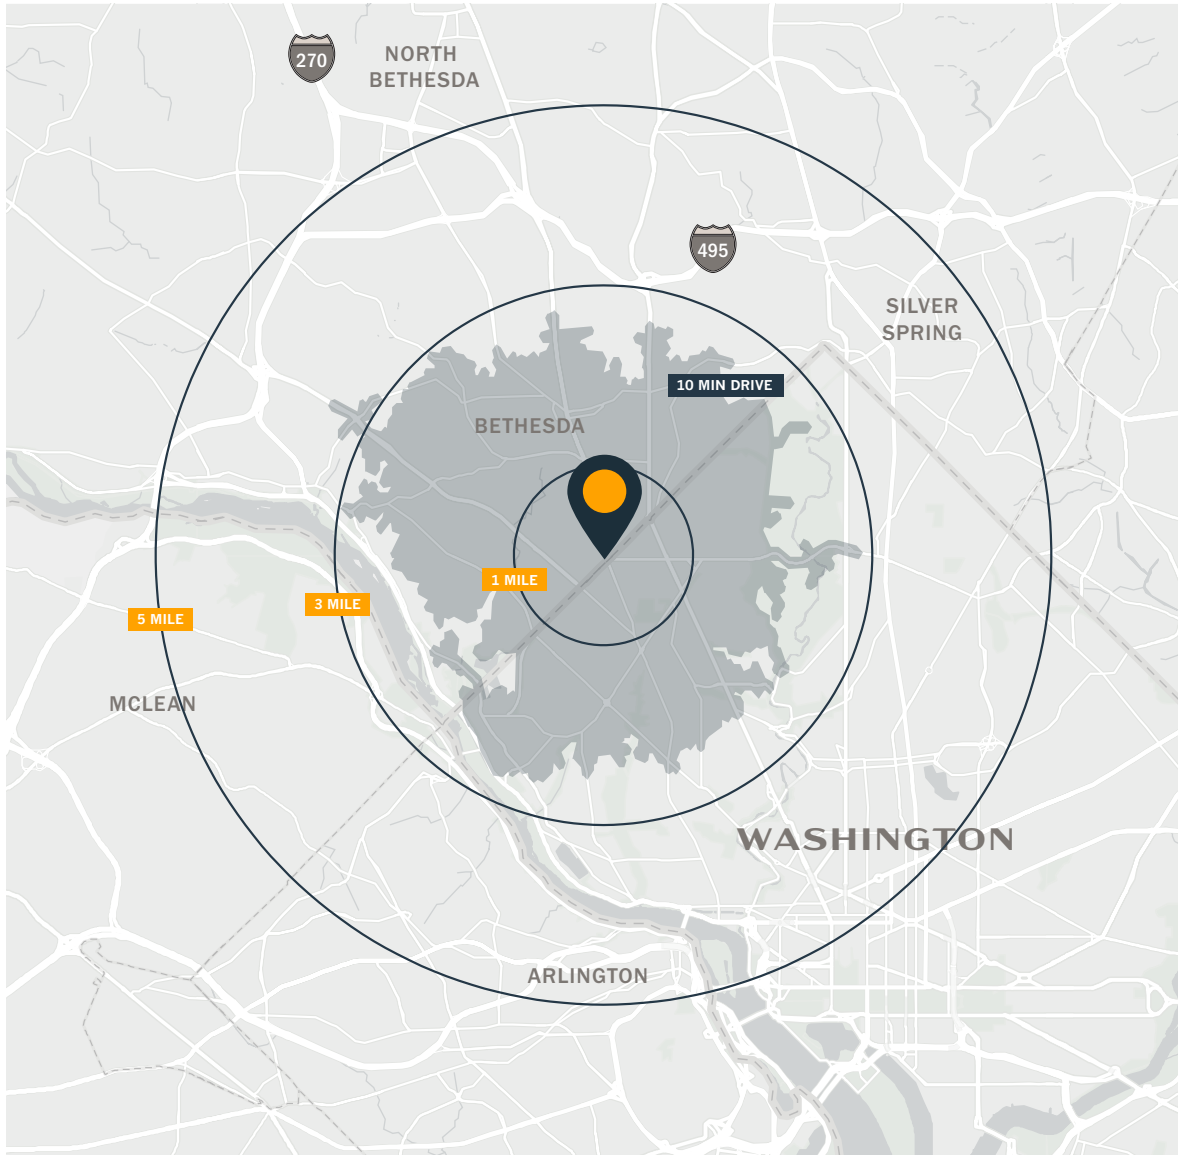 270
NORTH
BETHESDA
495
SILVER
SPRING
10 MIN DRIVE
BETHESDA
1 MILE
3 MILE
5 MILE
MCLEAN
WASHINGTON
ARLINGTON